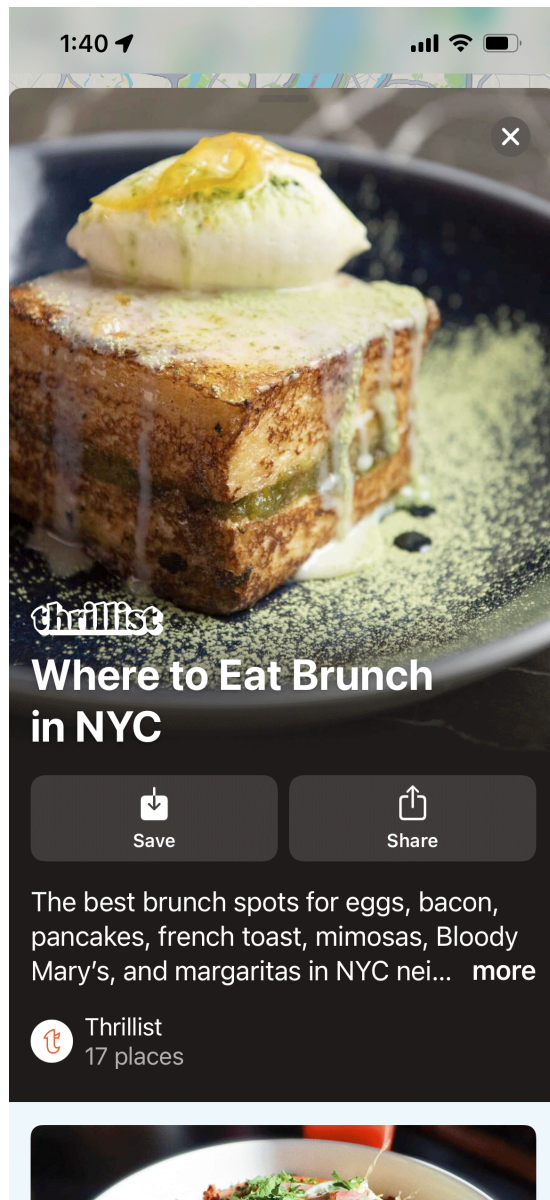 1:40
thrillist
Where to Eat Brunch
in NYC
Save
Share
The best brunch spots for eggs, bacon,
pancakes, french toast, mimosas, Bloody
Mary’s, and margaritas in NYC nei... more
t
Thrillist
17 places